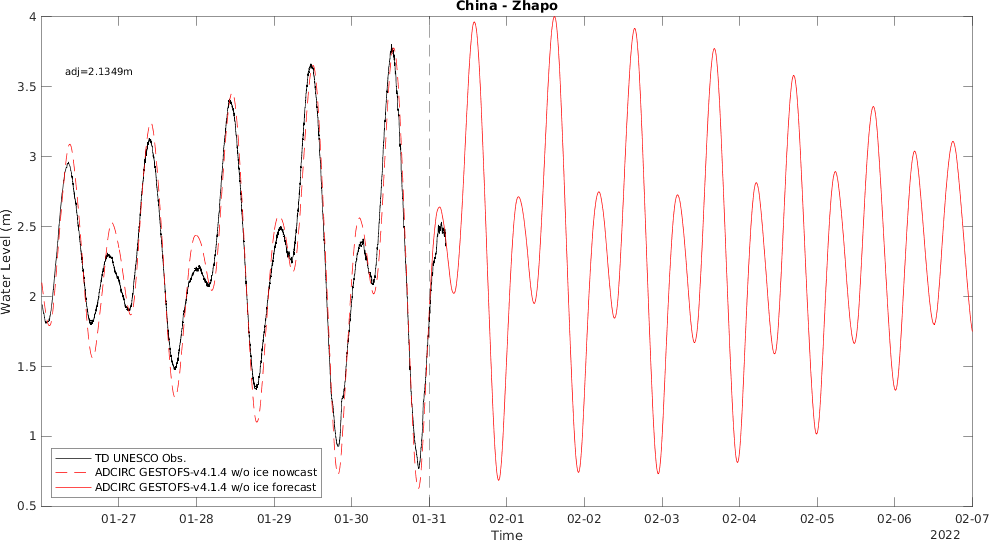 China - Zhapo
4
adj=2.1349m
3.5
3
2.5
2
1.5
1
0.5
Water Level (m)
TD UNESCO Obs.
ADCIRC GESTOFS-v4.1.4 w/o ice nowcast
ADCIRC GESTOFS-v4.1.4 w/o ice forecast
01-27 01-28 01-29 01-30 01-31 02-01 02-02 02-03 02-04 02-05 02-06 02-07
Time
2022